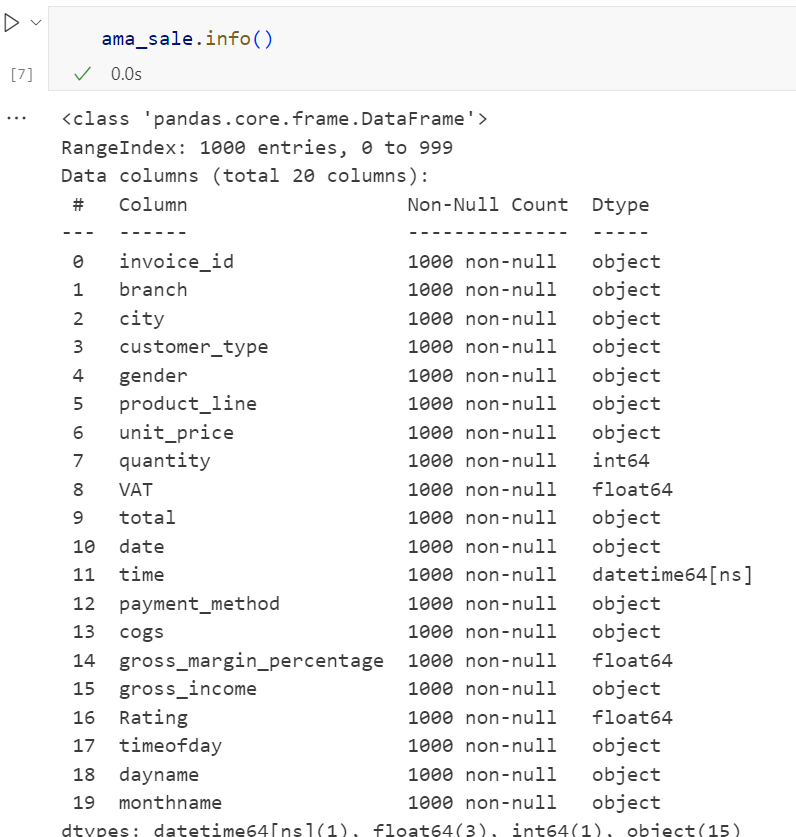 ama_sale.info()
[7] 0.0s
... <class 'pandas.core.frame.DataFrame'>
RangeIndex: 1000 entries, 0 to 999
Data columns (total 20 columns):
 #   Column                   Non-Null Count  Dtype
---  ------                   --------------  -----
 0   invoice_id               1000 non-null   object
 1   branch                   1000 non-null   object
 2   city                     1000 non-null   object
 3   customer_type            1000 non-null   object
 4   gender                   1000 non-null   object
 5   product_line             1000 non-null   object
 6   unit_price               1000 non-null   object
 7   quantity                 1000 non-null   int64
 8   VAT                      1000 non-null   float64
 9   total                    1000 non-null   object
 10  date                     1000 non-null   object
 11  time                     1000 non-null   datetime64[ns]
 12  payment_method           1000 non-null   object
 13  cogs                     1000 non-null   object
 14  gross_margin_percentage  1000 non-null   float64
 15  gross_income             1000 non-null   object
 16  Rating                   1000 non-null   float64
 17  timeofday                1000 non-null   object
 18  dayname                  1000 non-null   object
 19  monthname                1000 non-null   object
dtypes: datetime64[ns](1), float64(3), int64(1), object(15)